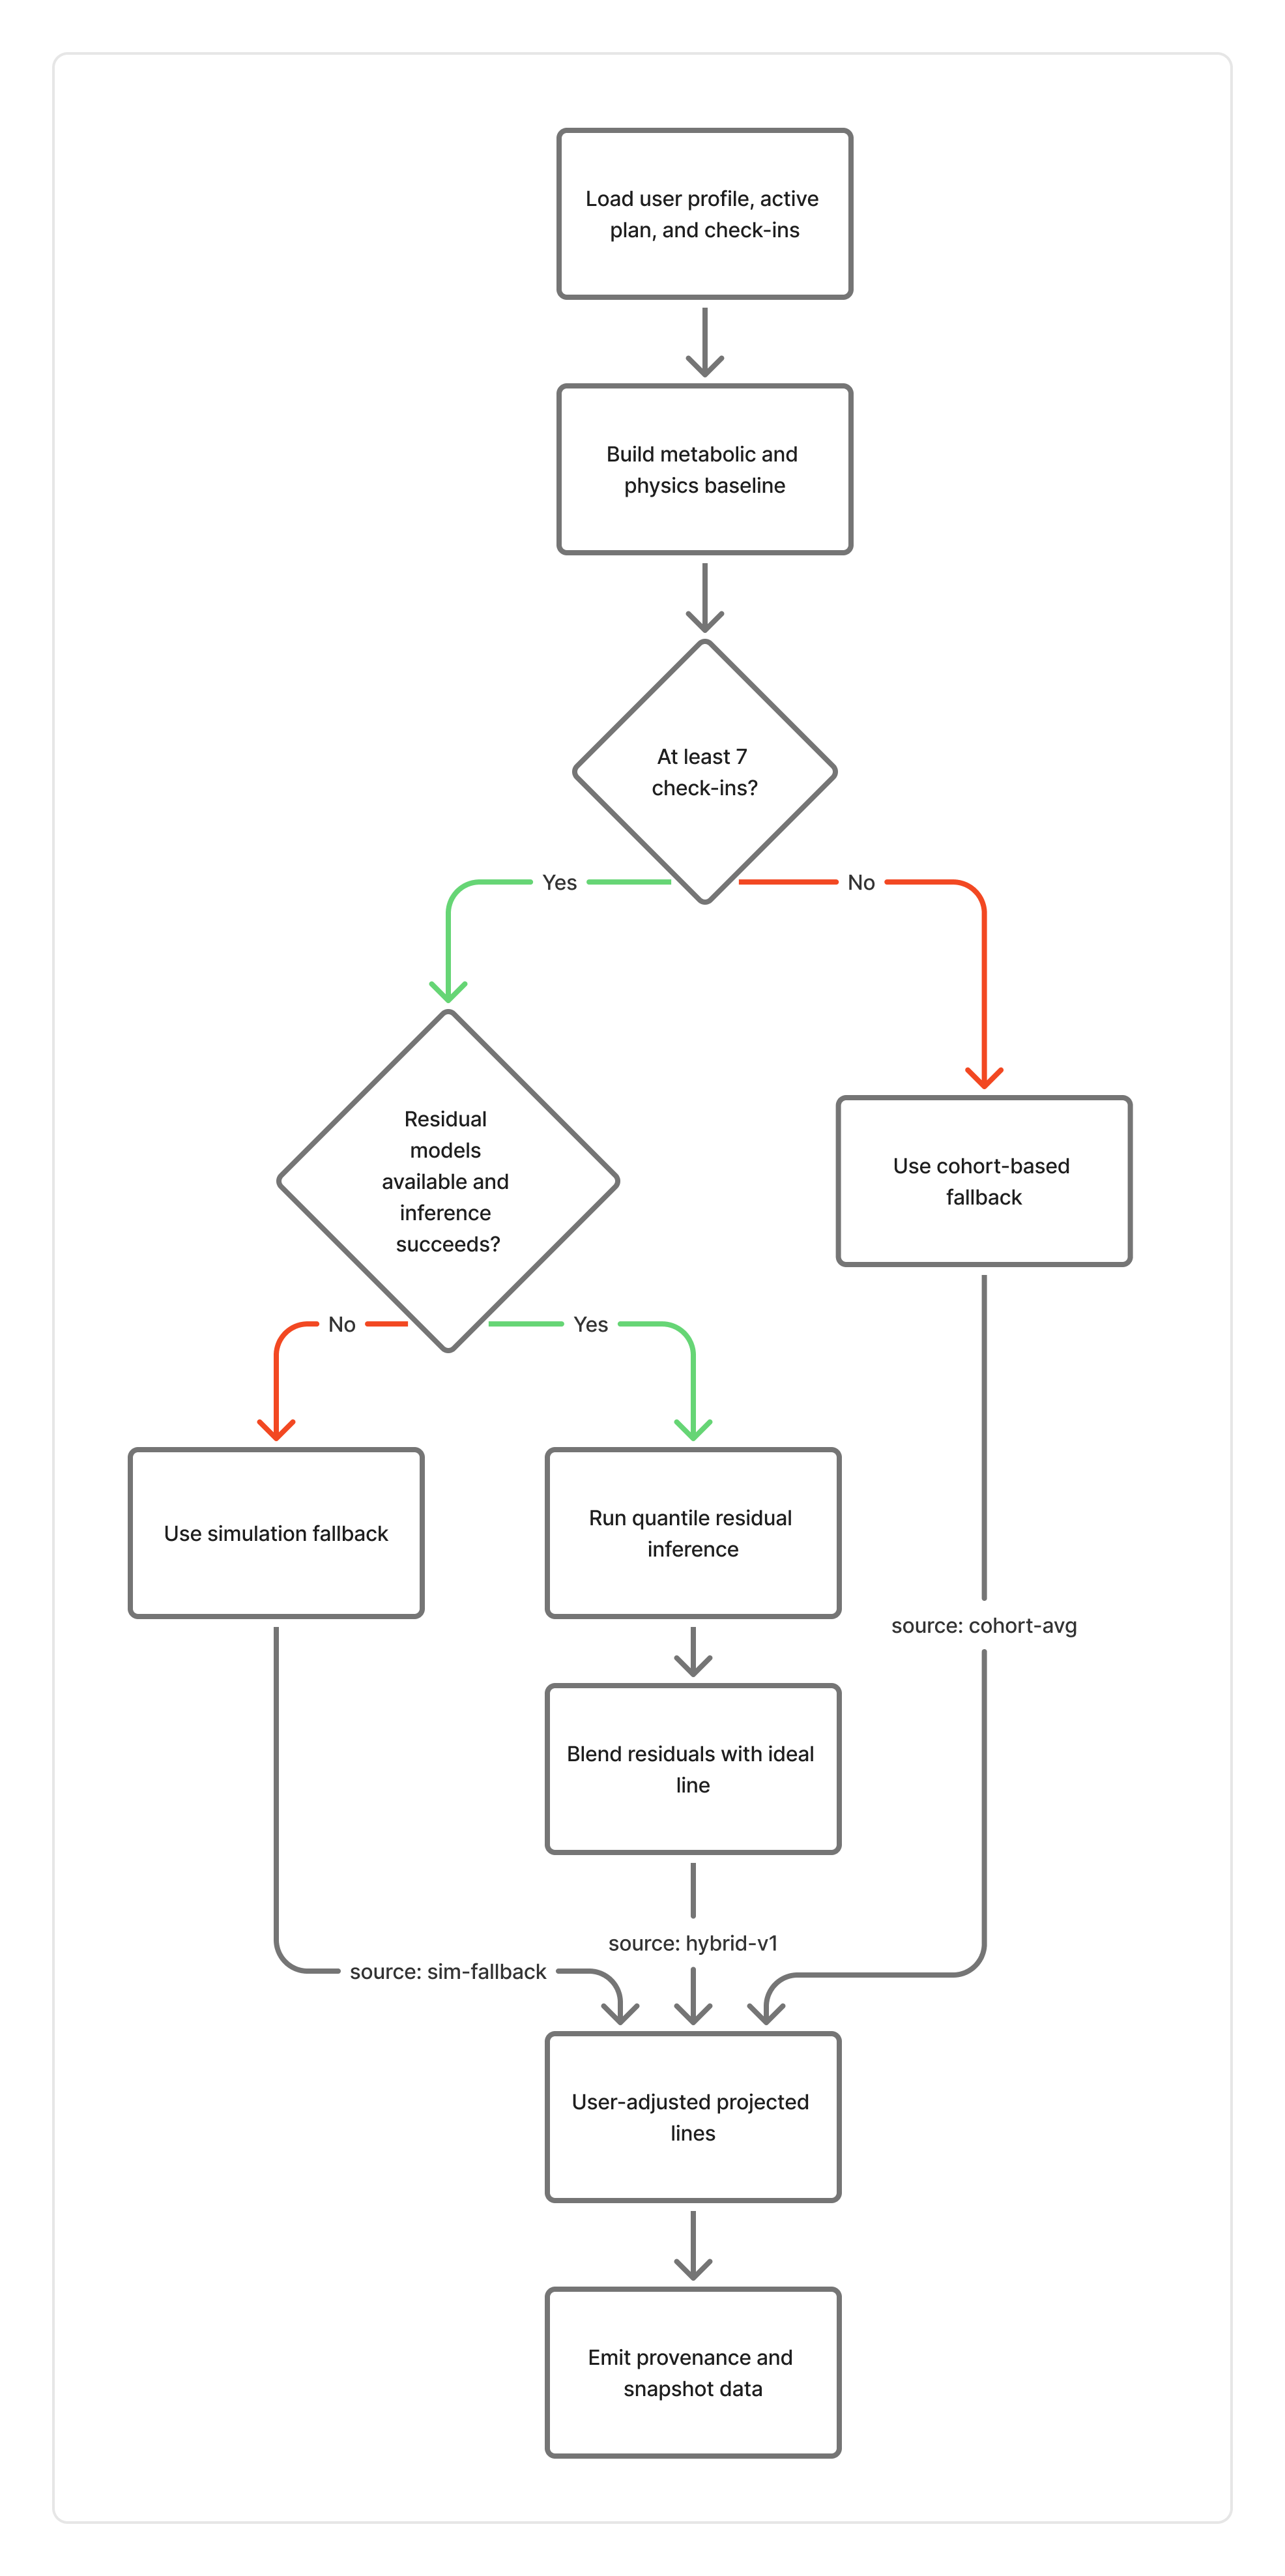 Load user profile, active
plan, and check-ins
Build metabolic and
physics baseline
At least 7
check-ins?
Yes
No
Residual
models
available and
inference
succeeds?
Use cohort-based
fallback
No
Yes
Use simulation fallback
Run quantile residual
inference
source: cohort-avg
Blend residuals with ideal
line
source: hybrid-v1
source: sim-fallback
User-adjusted projected
lines
Emit provenance and
snapshot data